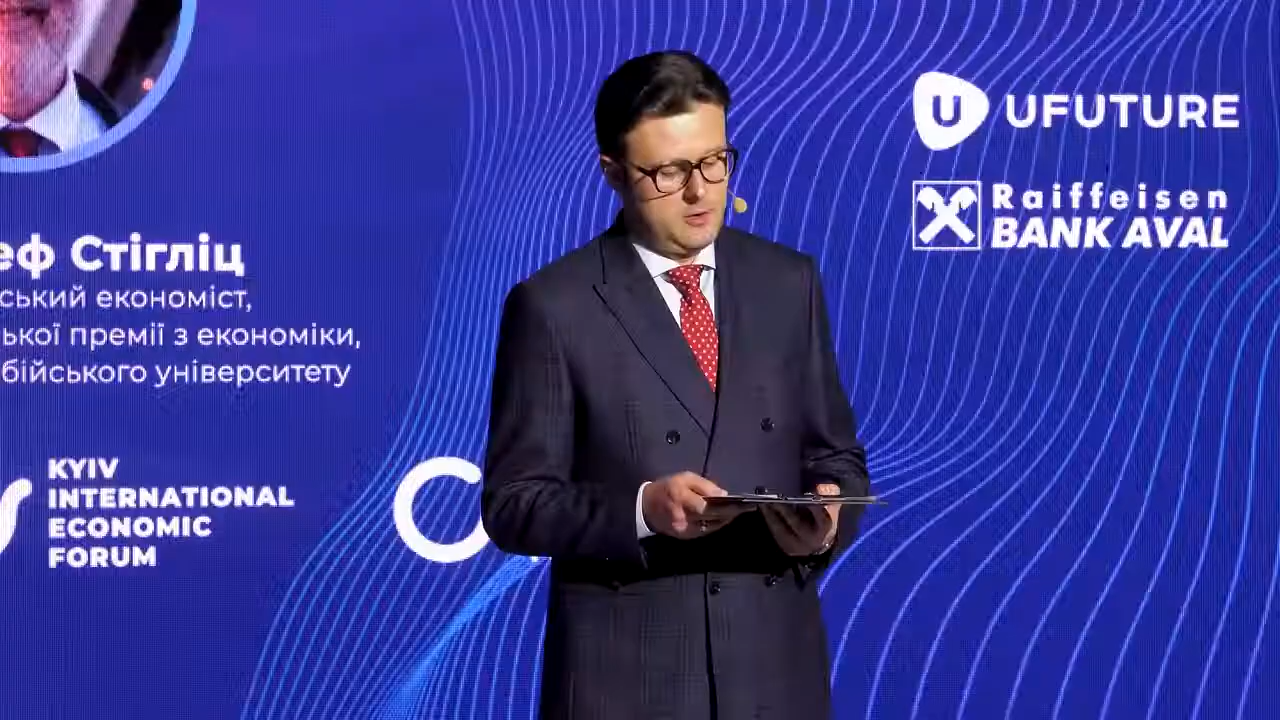 еф Стігліц
ський економіст,
ької премії з економіки,
бійського університету
KYIV
INTERNATIONAL
ECONOMIC
FORUM
U UFUTURE
Raiffeisen
BANK AVAL